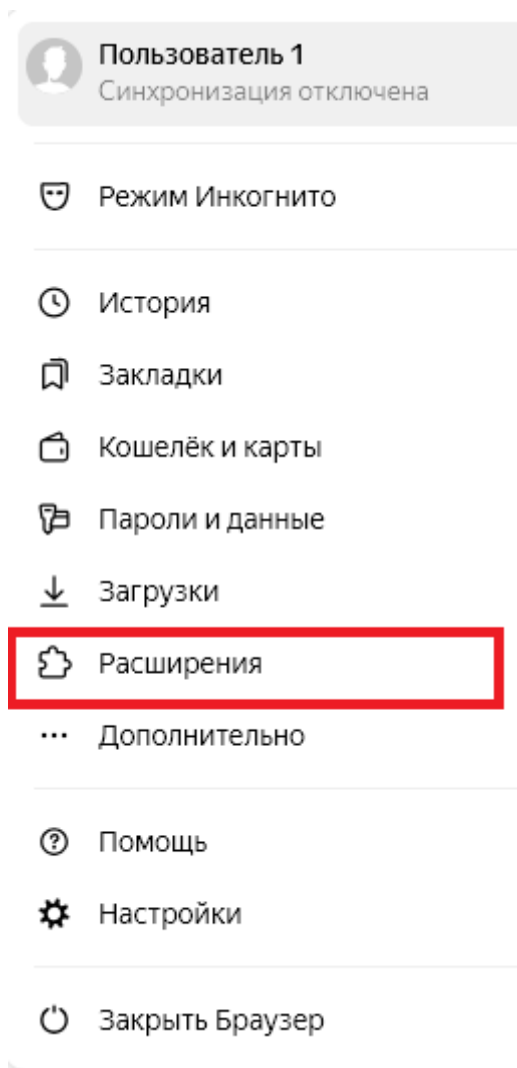 Пользователь 1
Синхронизация отключена
Режим Инкогнито
История
Закладки
Кошелёк и карты
Пароли и данные
Загрузки
Расширения
Дополнительно
Помощь
Настройки
Закрыть Браузер